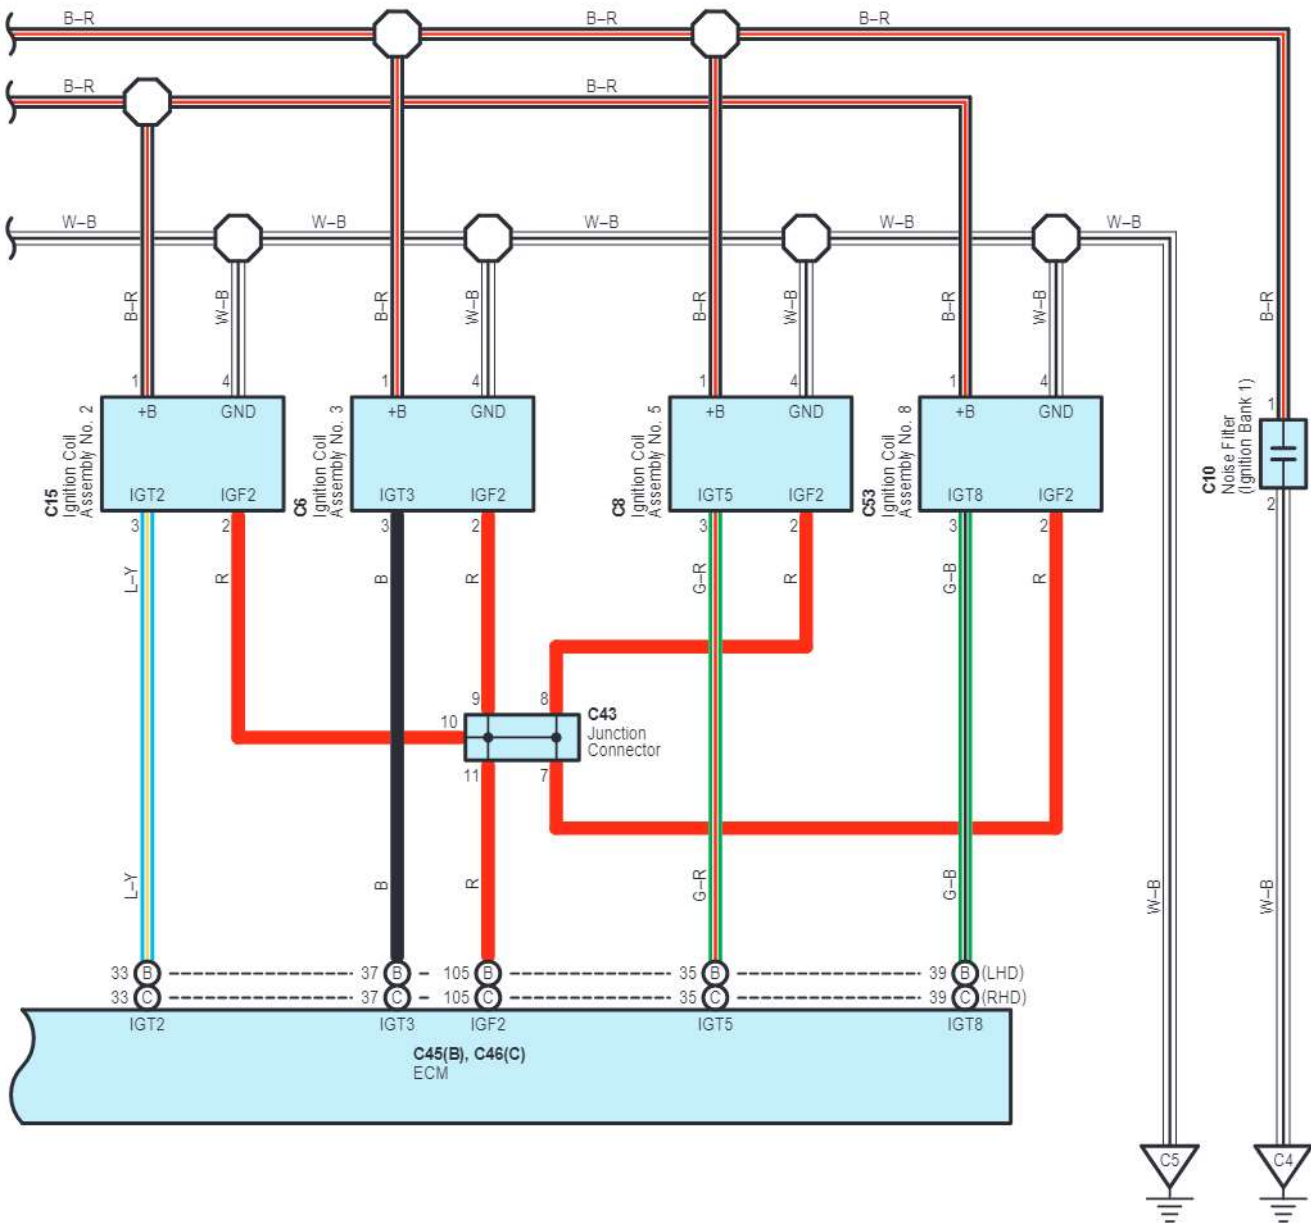 B–R B–R B–R
B–R B–R
W–B W–B W–B W–B W–B
B–R W–B B–R W–B B–R W–B B–R W–B B–R
1 4 1 4 1 4 1 4 1
+B GND +B GND +B GND +B GND
C15
Ignition Coil
Assembly No. 2
C6
Ignition Coil
Assembly No. 3
C8
Ignition Coil
Assembly No. 5
C53
Ignition Coil
Assembly No. 8
C10
Noise Filter
(Ignition Bank 1)
IGT2 IGF2 IGT3 IGF2 IGT5 IGF2 IGT8 IGF2
3 2 3 2 3 2 3 2 2
L–Y R B R G–R R G–B R
9 8
10
C43
Junction
Connector
11 7
L–Y B R G–R G–B W–B W–B
33 B 37 B 105 B 35 B 39 B (LHD)
33 C 37 C 105 C 35 C 39 C (RHD)
IGT2 IGT3 IGF2 IGT5 IGT8
C45(B), C46(C)
ECM
C5 C4